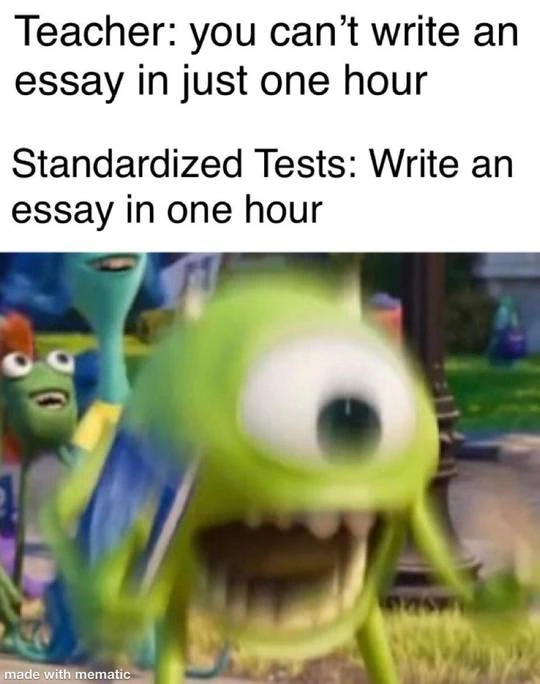 Teacher: you can’t write an
essay in just one hour
Standardized Tests: Write an
essay in one hour
made with mematic